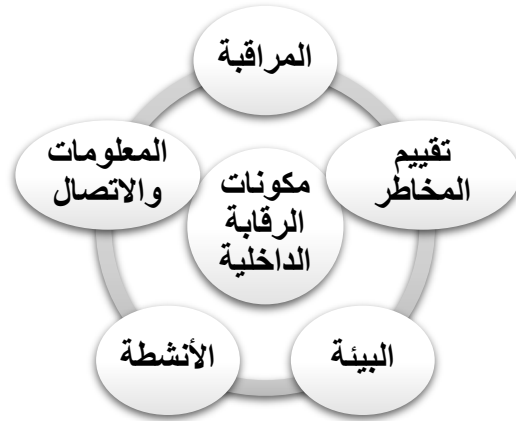 المراقبة
تقييم
المخاطر
المعلومات
والاتصال
مكونات
الرقابة
الداخلية
البيئة
الأنشطة